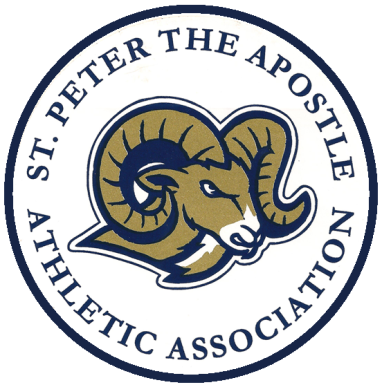 ST. PETER THE APOSTLE
ATHLETIC ASSOCIATION